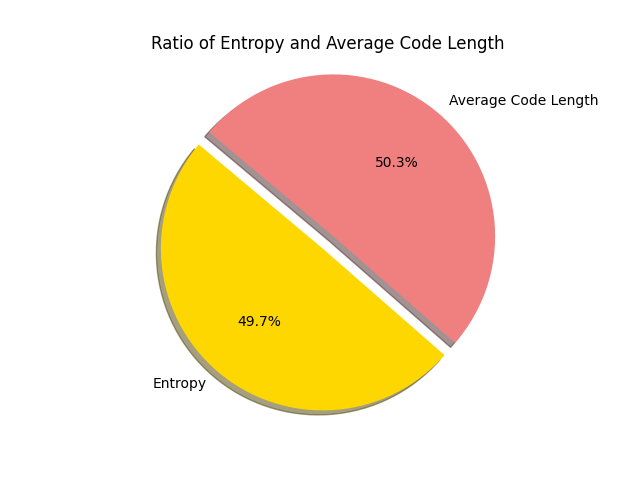 Ratio of Entropy and Average Code Length
Average Code Length
50.3%
49.7%
Entropy